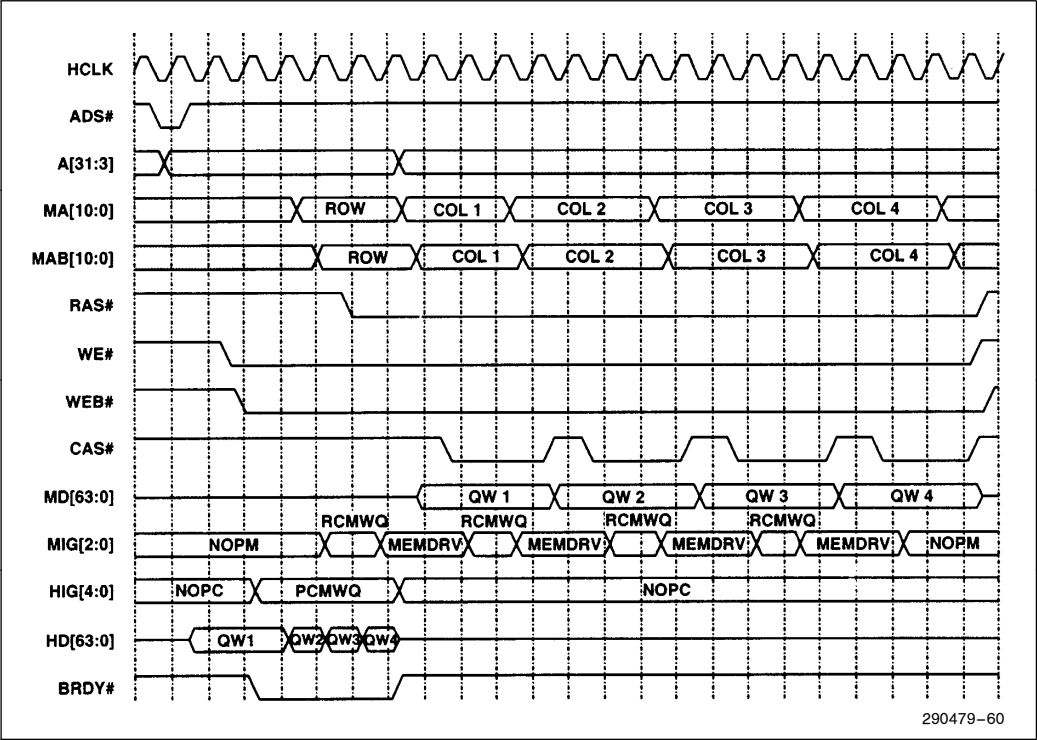 HCLK
ADS#
A[31:3]
MA[10:0] ROW COL 1 COL 2 COL 3 COL 4
MAB[10:0] ROW COL 1 COL 2 COL 3 COL 4
RAS#
WE#
WEB#
CAS#
MD[63:0] QW 1 QW 2 QW 3 QW 4
RCMWQ RCMWQ RCMWQ RCMWQ
MIG[2:0] NOPM MEMDRV MEMDRV MEMDRV MEMDRV NOPM
HIG[4:0] NOPC PCMWQ NOPC
HD[63:0] QW1 QW2 QW3 QW4
BRDY#
290479–60